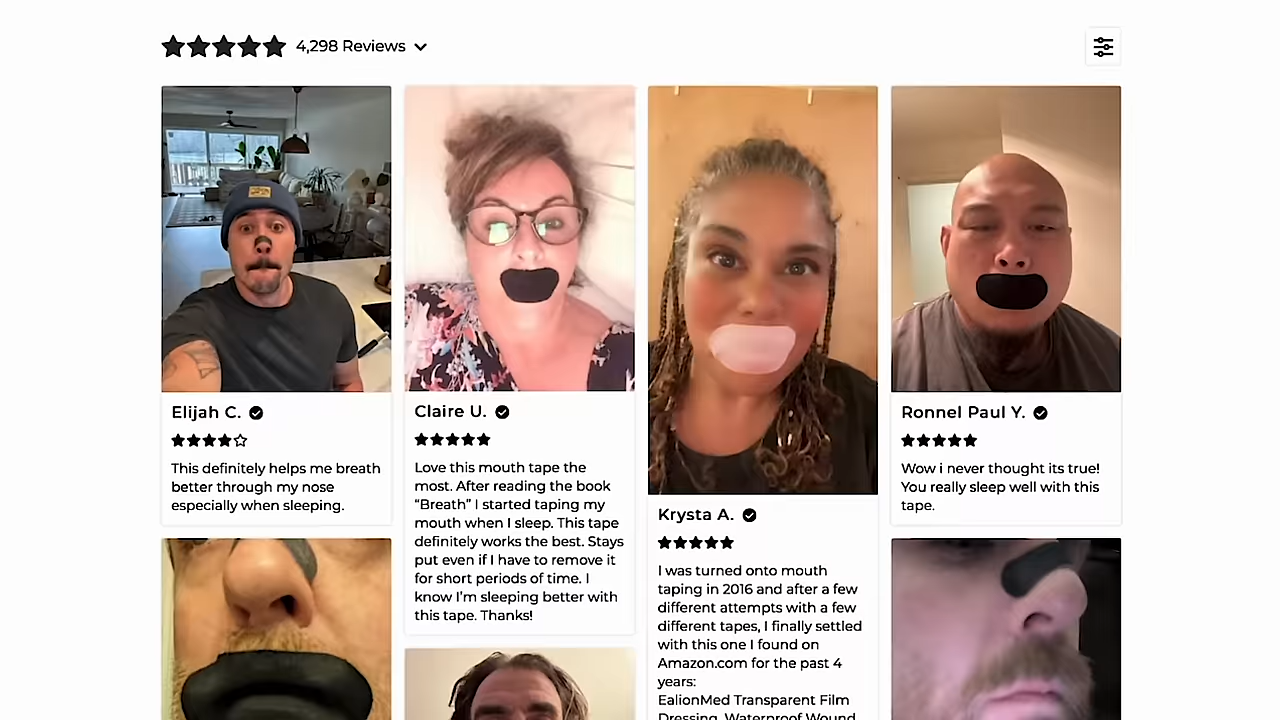 4,298 Reviews
Elijah C.
This definitely helps me breath
better through my nose
especially when sleeping.
Claire U.
Love this mouth tape the
most. After reading the book
“Breath” I started taping my
mouth when I sleep. This tape
definitely works the best. Stays
put even if I have to remove it
for short periods of time. I
know I’m sleeping better with
this tape. Thanks!
Krysta A.
I was turned onto mouth
taping in 2016 and after a few
different attempts with a few
different tapes, I finally settled
with this one I found on
Amazon.com for the past 4
years:
EalionMed Transparent Film
Dressing, Waterproof Wound
Ronnel Paul Y.
Wow i never thought its true!
You really sleep well with this
tape.